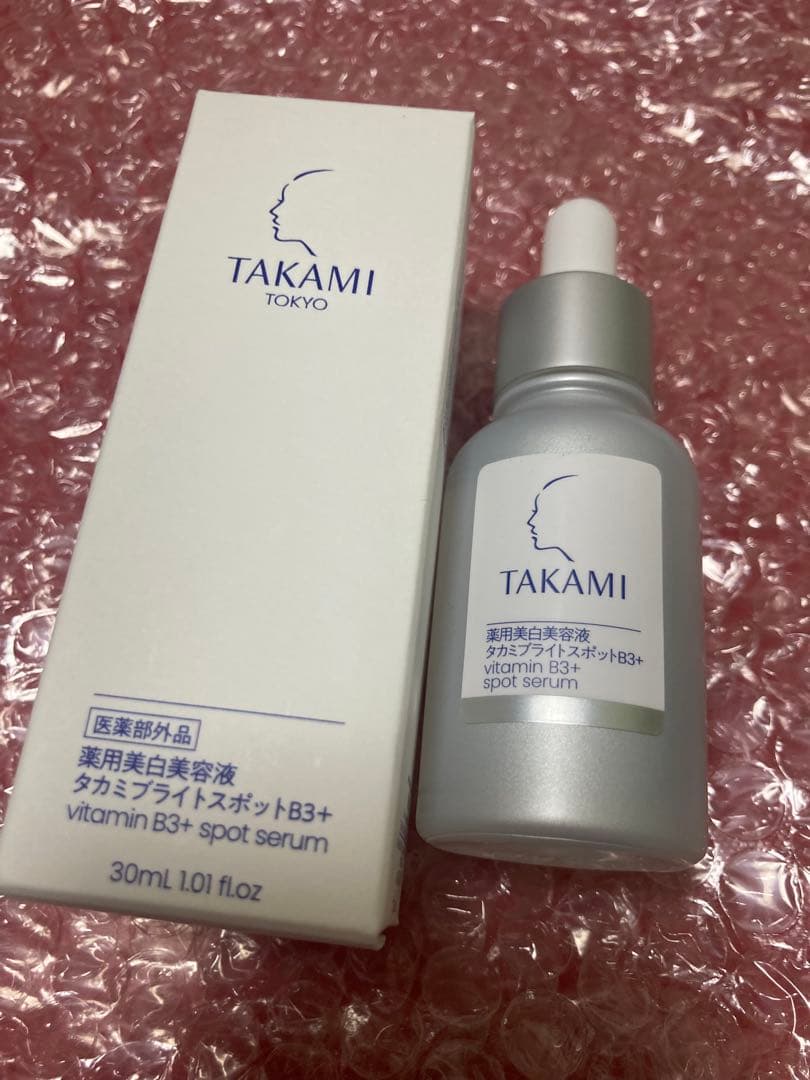 TAKAMI
TOKYO
医薬部外品
薬用美白美容液
タカミブライトスポットB3+
vitamin B3+ spot serum
30mL 1.01 fl.oz
TAKAMI
薬用美白美容液
タカミブライトスポットB3+
vitamin B3+
spot serum